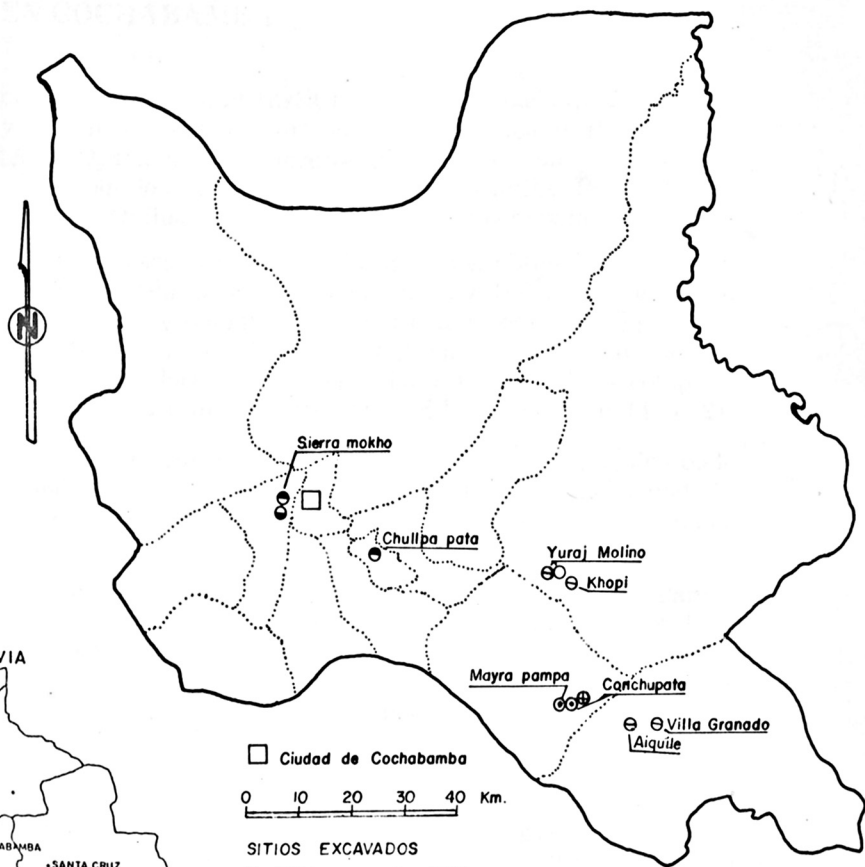 N
Sierra mokho
Chullpa pata
Yuraj Molino
Khopi
Mayra pampa
Conchupata
Villa Granado
Aiquile
Ciudad de Cochabamba
0 10 20 30 40 Km.
SITIOS EXCAVADOS
VIA
ABAMBA
SANTA CRUZ